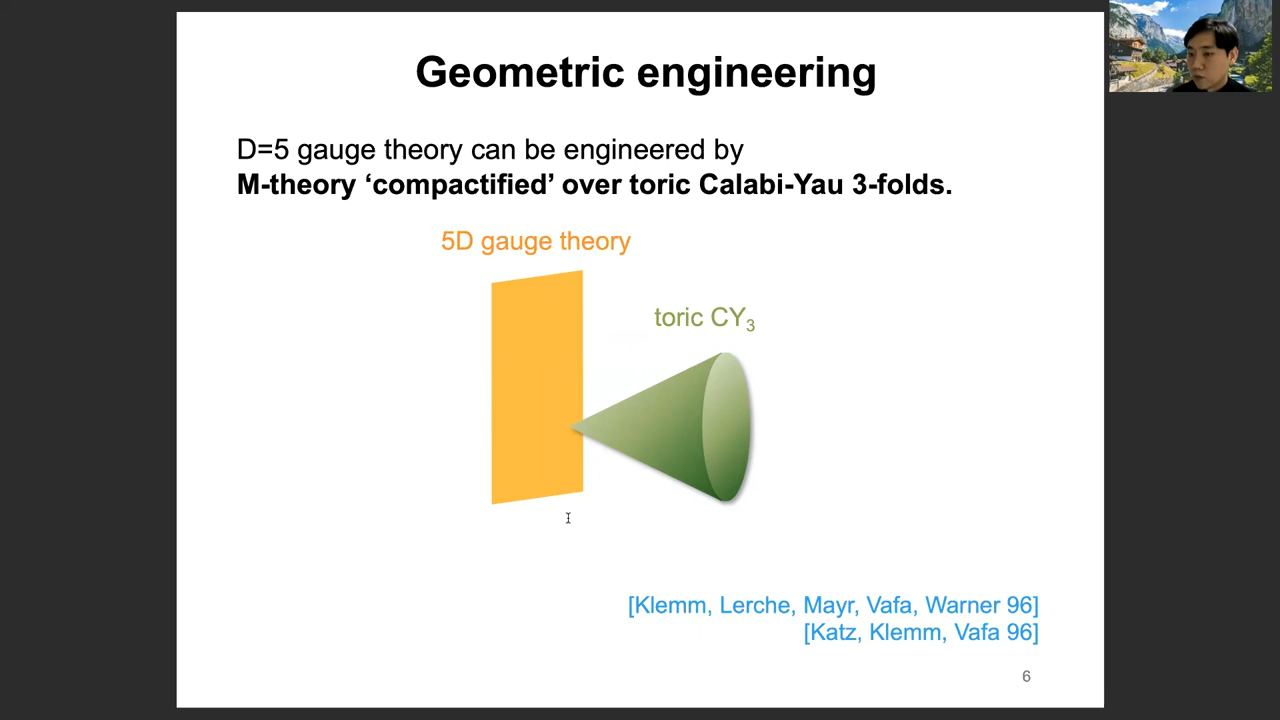 Geometric engineering
D=5 gauge theory can be engineered by
M-theory ‘compactified’ over toric Calabi-Yau 3-folds.
5D gauge theory
toric CY₃
[Klemm, Lerche, Mayr, Vafa, Warner 96]
[Katz, Klemm, Vafa 96]
6